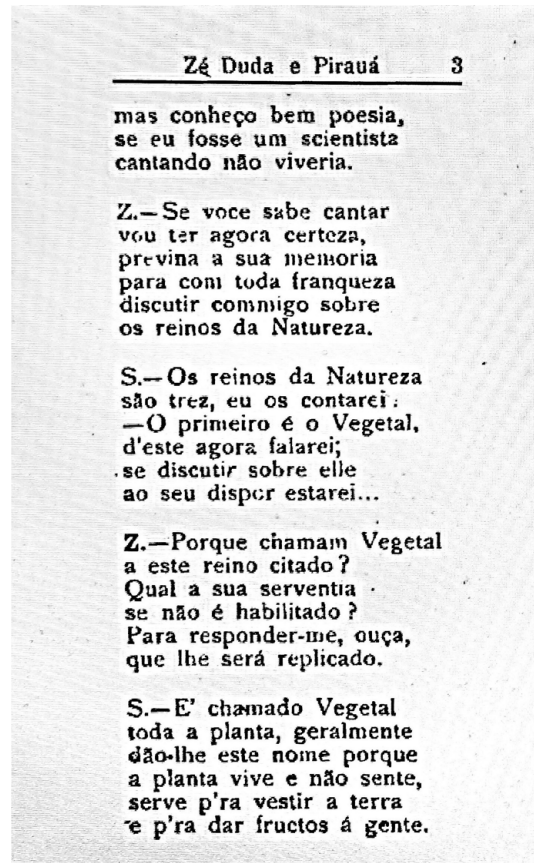 Zé Duda e Pirauá 3
mas conheço bem poesia,
se eu fosse um scientista
cantando não viveria.
Z.—Se voce sabe cantar
vou ter agora certeza,
previna a sua memoria
para com toda franqueza
discutir commigo sobre
os reinos da Natureza.
S.—Os reinos da Natureza
são trez, eu os contarei:
—O primeiro é o Vegetal,
d'este agora falarei;
se discutir sobre elle
ao seu dispor estarei...
Z.—Porque chamam Vegetal
a este reino citado?
Qual a sua serventia
se não é habilitado?
Para responder-me, ouça,
que lhe será replicado.
S.—E' chamado Vegetal
toda a planta, geralmente
dão-lhe este nome porque
a planta vive e não sente,
serve p'ra vestir a terra
e p'ra dar fructos á gente.